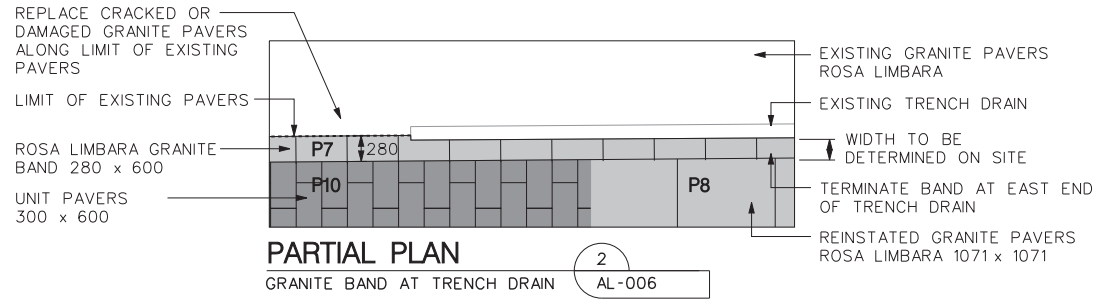 REPLACE CRACKED OR
DAMAGED GRANITE PAVERS
ALONG LIMIT OF EXISTING
PAVERS
LIMIT OF EXISTING PAVERS
ROSA LIMBARA GRANITE
BAND 280 x 600
UNIT PAVERS
300 x 600
P7
280
P10
P8
EXISTING GRANITE PAVERS
ROSA LIMBARA
EXISTING TRENCH DRAIN
WIDTH TO BE
DETERMINED ON SITE
TERMINATE BAND AT EAST END
OF TRENCH DRAIN
REINSTATED GRANITE PAVERS
ROSA LIMBARA 1071 x 1071
PARTIAL PLAN
GRANITE BAND AT TRENCH DRAIN
2
AL-006